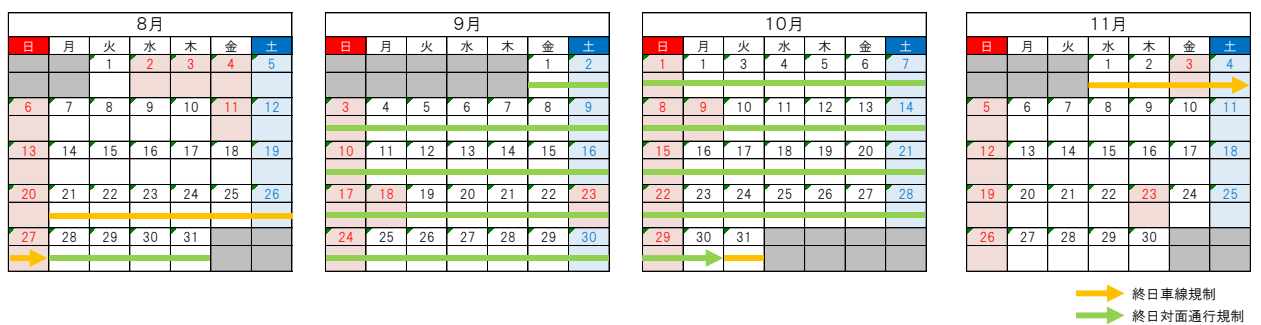 8月
日 月 火 水 木 金 土
1 2 3 4 5
6 7 8 9 10 11 12
13 14 15 16 17 18 19
20 21 22 23 24 25 26
27 28 29 30 31
9月
日 月 火 水 木 金 土
1 2
3 4 5 6 7 8 9
10 11 12 13 14 15 16
17 18 19 20 21 22 23
24 25 26 27 28 29 30
10月
日 月 火 水 木 金 土
1 1 3 4 5 6 7
8 9 10 11 12 13 14
15 16 17 18 19 20 21
22 23 24 25 26 27 28
29 30 31
11月
日 月 火 水 木 金 土
1 2 3 4
5 6 7 8 9 10 11
12 13 14 15 16 17 18
19 20 21 22 23 24 25
26 27 28 29 30
終日車線規制
終日対面通行規制